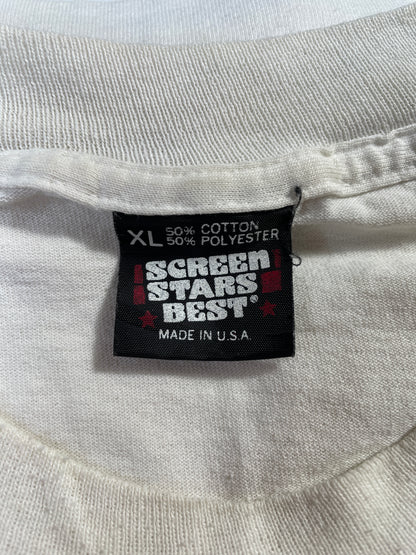 XL 50% COTTON
50% POLYESTER
SCREEN
STARS
BEST®
MADE IN U.S.A.